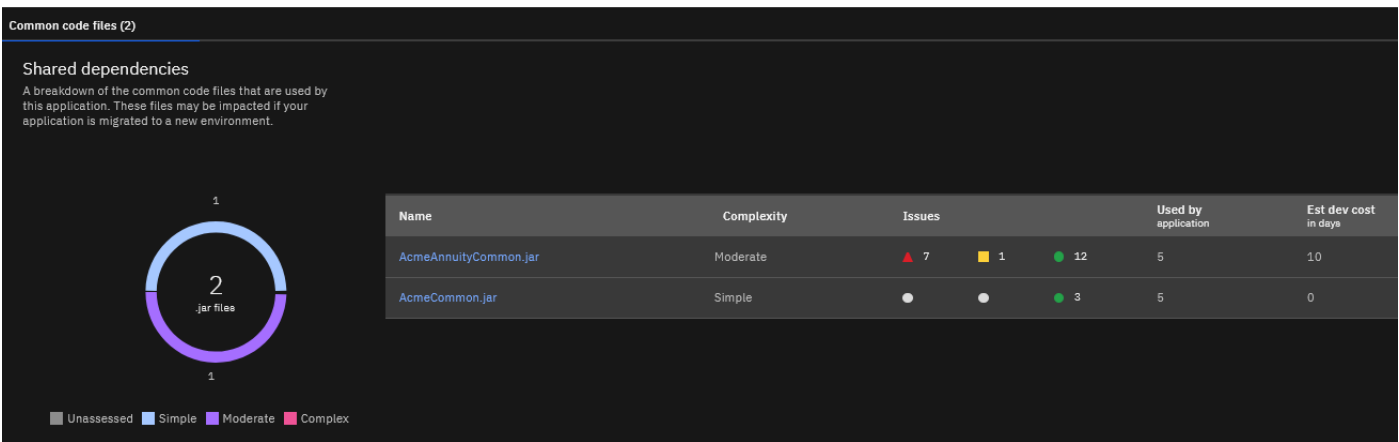 Common code files (2)
Shared dependencies
A breakdown of the common code files that are used by
this application. These files may be impacted if your
application is migrated to a new environment.
1
2
.jar files
1
Unassessed Simple Moderate Complex
Name Complexity Issues Used by application Est dev cost in days
AcmeAnnuityCommon.jar Moderate 7 1 12 5 10
AcmeCommon.jar Simple 3 5 0